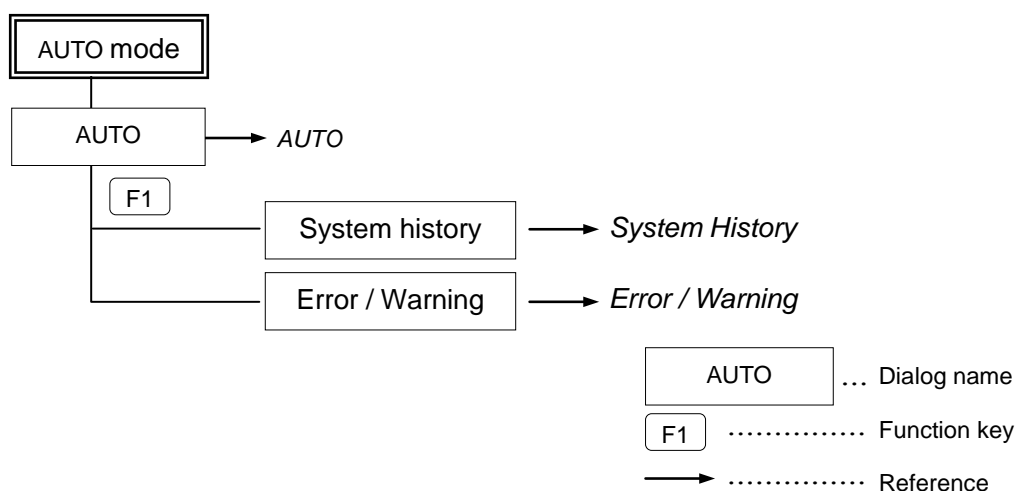 AUTO mode
AUTO
AUTO
F1
System history
System History
Error / Warning
Error / Warning
AUTO ... Dialog name
F1 ............... Function key
............... Reference